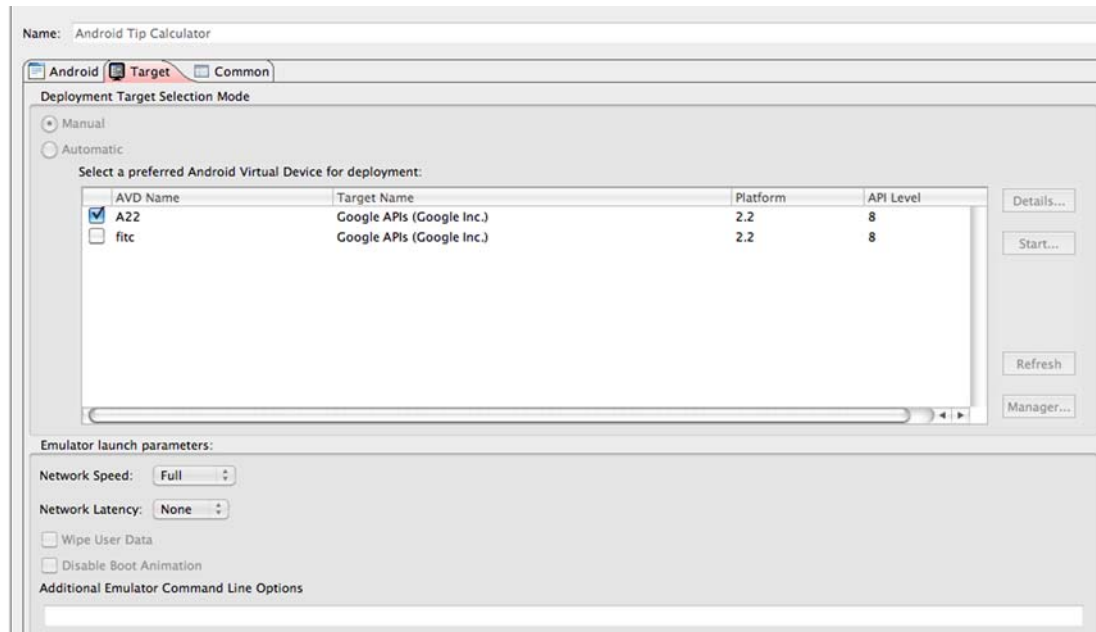 Name: Android Tip Calculator
Android Target Common
Deployment Target Selection Mode
Manual
Automatic
Select a preferred Android Virtual Device for deployment:
AVD Name Target Name Platform API Level Details...
A22 Google APIs (Google Inc.) 2.2 8
fitc Google APIs (Google Inc.) 2.2 8
Start...
Refresh
Manager...
Emulator launch parameters:
Network Speed: Full
Network Latency: None
Wipe User Data
Disable Boot Animation
Additional Emulator Command Line Options